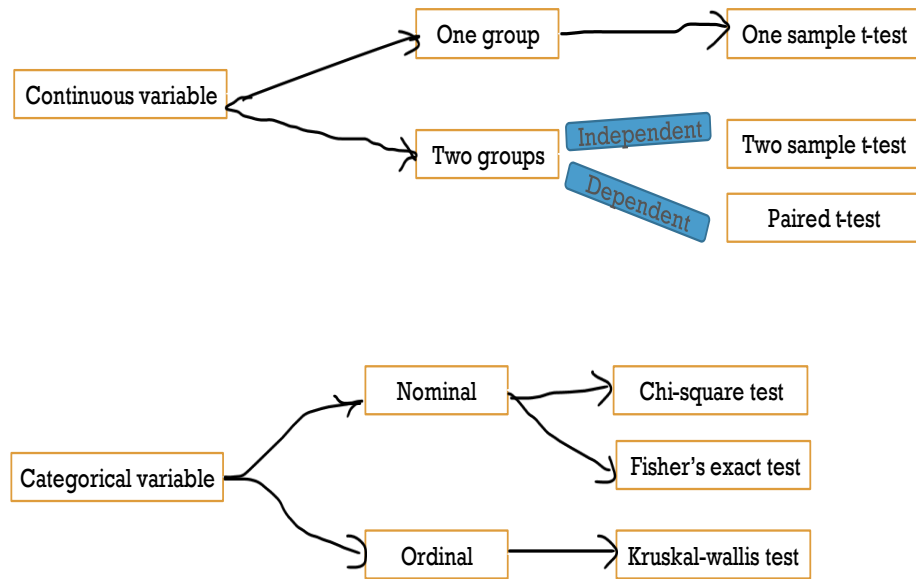 One group
One sample t-test
Continuous variable
Independent
Two groups
Two sample t-test
Dependent
Paired t-test
Nominal
Chi-square test
Categorical variable
Fisher's exact test
Ordinal
Kruskal-wallis test